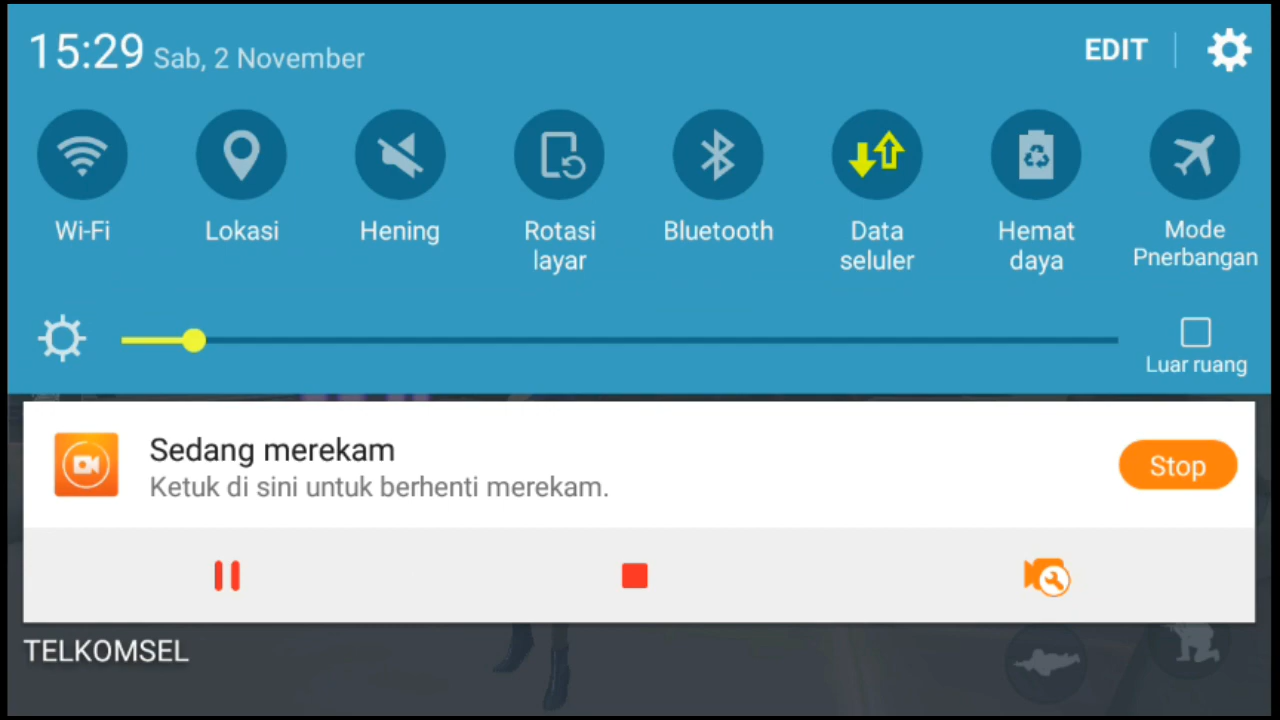 15:29 Sab, 2 November
EDIT
Wi-Fi
Lokasi
Hening
Rotasi
layar
Bluetooth
Data
seluler
Hemat
daya
Mode
Pnerbangan
Luar ruang
Sedang merekam
Ketuk di sini untuk berhenti merekam.
Stop
TELKOMSEL